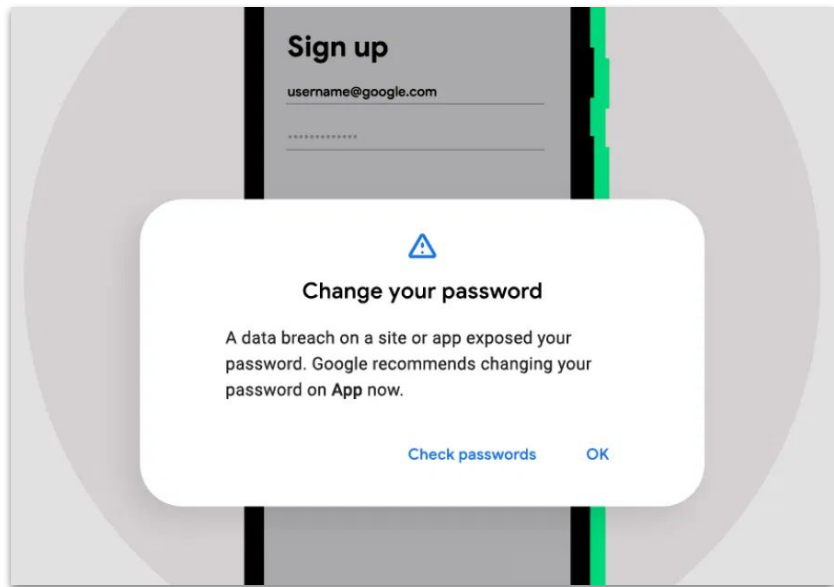 Sign up
username@google.com
•••••••••••••
Change your password
A data breach on a site or app exposed your
password. Google recommends changing your
password on App now.
Check passwords OK